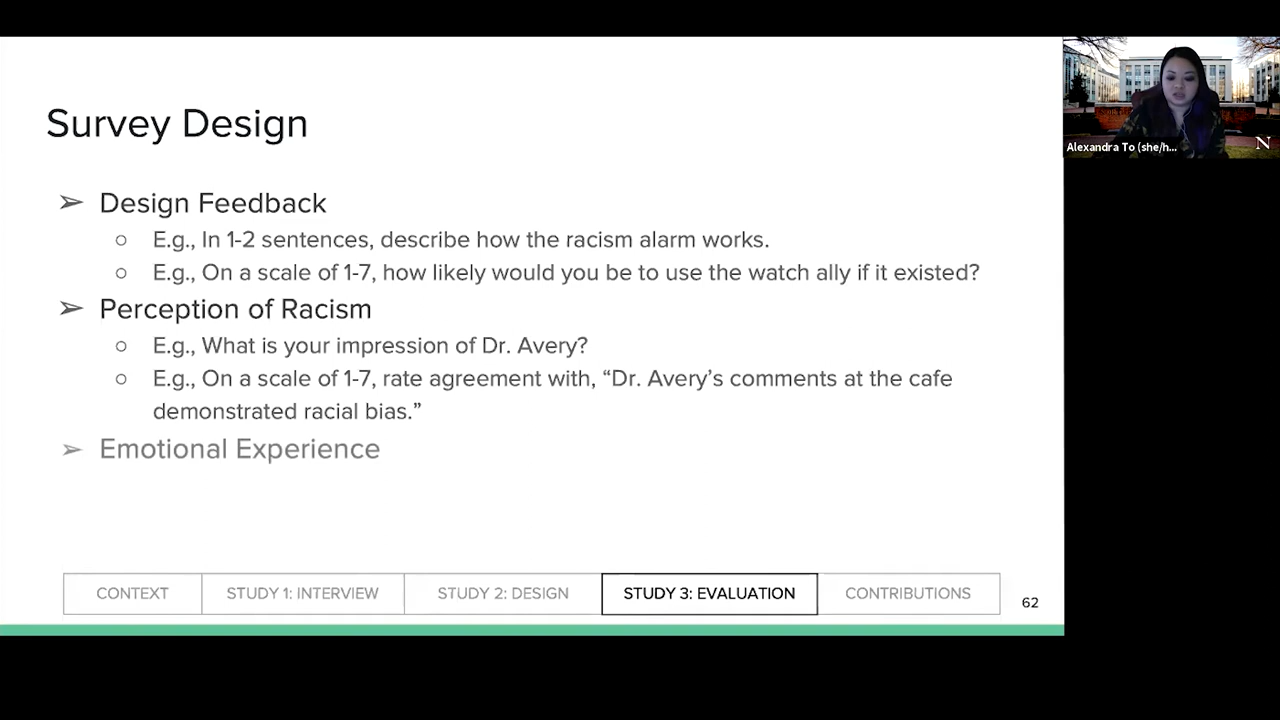 Survey Design
➢ Design Feedback
○ E.g., In 1-2 sentences, describe how the racism alarm works.
○ E.g., On a scale of 1-7, how likely would you be to use the watch ally if it existed?
➢ Perception of Racism
○ E.g., What is your impression of Dr. Avery?
○ E.g., On a scale of 1-7, rate agreement with, “Dr. Avery’s comments at the cafe
demonstrated racial bias.”
➢ Emotional Experience
CONTEXT
STUDY 1: INTERVIEW
STUDY 2: DESIGN
STUDY 3: EVALUATION
CONTRIBUTIONS
62
Alexandra To (she/h...
N